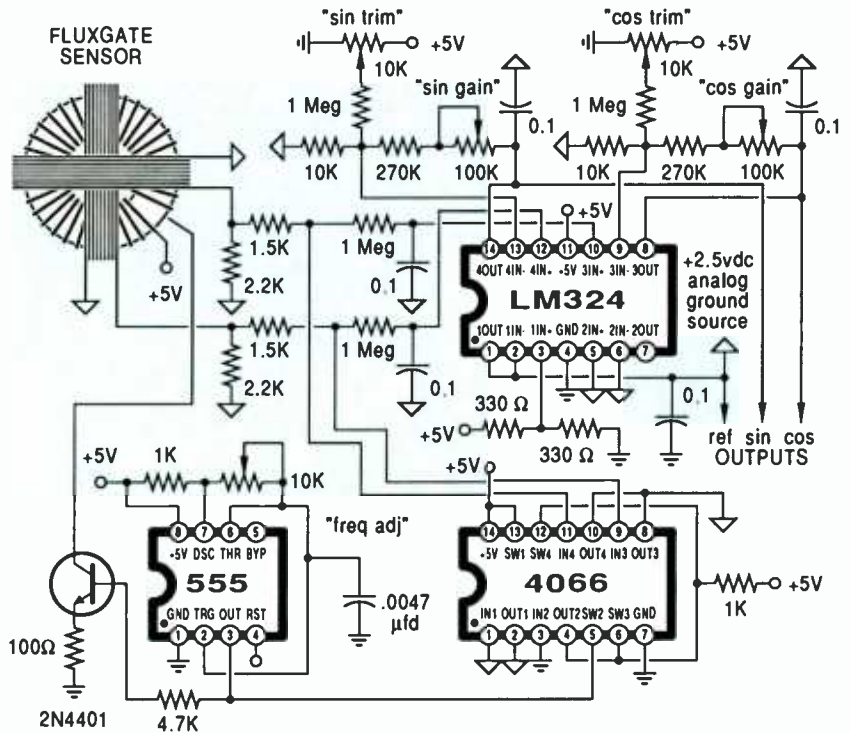 "sin trim"
+5V
10K
"cos trim"
+5V
10K
FLUXGATE
SENSOR
1 Meg
"sin gain"
0.1
1 Meg
"cos gain"
0.1
10K
270K
100K
10K
270K
100K
1.5K
1 Meg
2.2K
0.1
+5V
+5V
14 13 12 11 10 9 8
4OUT 4IN- 4IN+ +5V 3IN+ 3IN- 3OUT
LM324
1OUT 1IN- 1IN+ GND 2IN+ 2IN- 2OUT
1 2 3 4 5 6 7
+2.5vdc
analog
ground
source
1.5K
1 Meg
2.2K
0.1
330 Ω
+5V
330 Ω
0.1
ref sin cos
OUTPUTS
+5V
1K
10K
"freq adj"
8 7 6 5
+5V DSC THR BYP
555
GND TRG OUT RST
1 2 3 4
.0047
µfd
+5V
14 13 12 11 10 9 8
+5V SW1 SW4 IN4 OUT4 IN3 OUT3
4066
IN1 OUT1 IN2 OUT2 SW2 SW3 GND
1 2 3 4 5 6 7
1K
+5V
100Ω
2N4401
4.7K